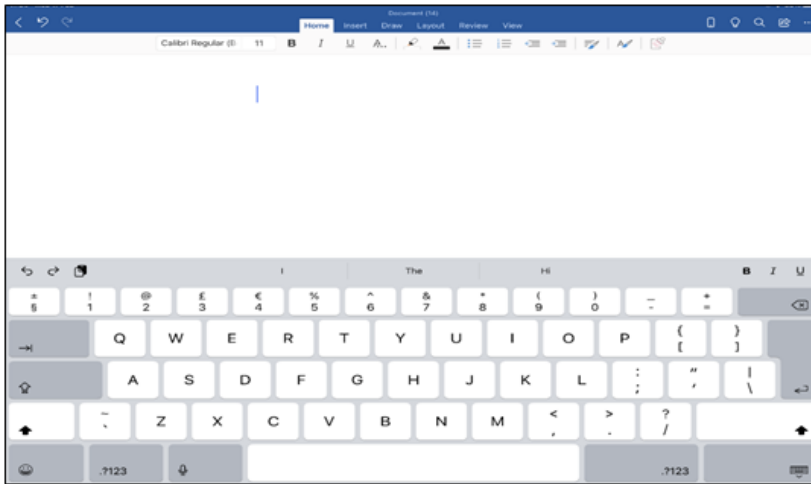 Document (14)
Home Insert Draw Layout Review View
Calibri Regular (I 11 B I U A..
I The Hi B I U
± ! @ £ € % ^ & * ( ) _ +
§ 1 2 3 4 5 6 7 8 9 0 - =
Q W E R T Y U I O P { }
[ ]
A S D F G H J K L : " |
; ' \
~ Z X C V B N M < > ?
` , . /
.?123 .?123